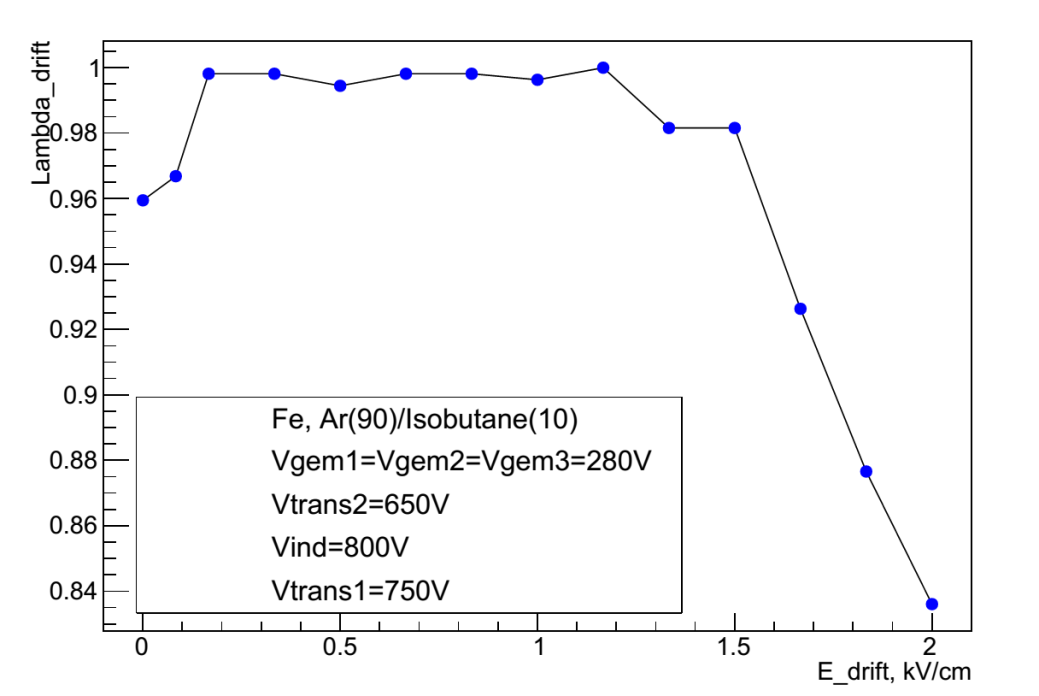 Lambda_drift
1
0.98
0.96
0.94
0.92
0.9
0.88
0.86
0.84
Fe, Ar(90)/Isobutane(10)
Vgem1=Vgem2=Vgem3=280V
Vtrans2=650V
Vind=800V
Vtrans1=750V
0 0.5 1 1.5 2
E_drift, kV/cm